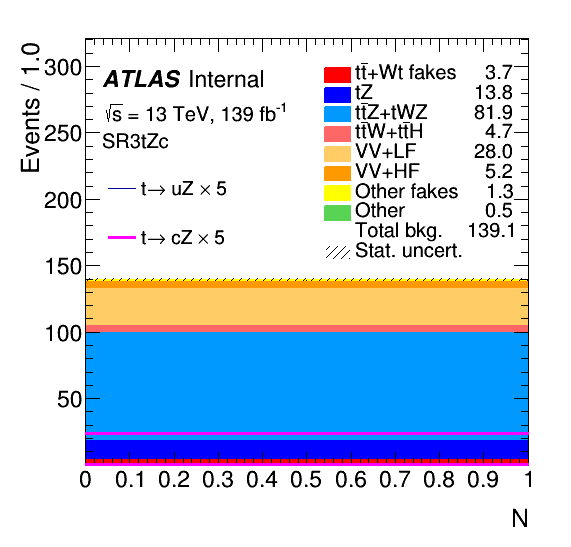 Events / 1.0
ATLAS Internal
√s = 13 TeV, 139 fb⁻¹
SR3tZc
t→ uZ × 5
t→ cZ × 5
tt̄+Wt fakes 3.7
tZ 13.8
tt̄Z+tWZ 81.9
tt̄W+tt̄H 4.7
VV+LF 28.0
VV+HF 5.2
Other fakes 1.3
Other 0.5
Total bkg. 139.1
Stat. uncert.
300
250
200
150
100
50
0 0.1 0.2 0.3 0.4 0.5 0.6 0.7 0.8 0.9 1
N